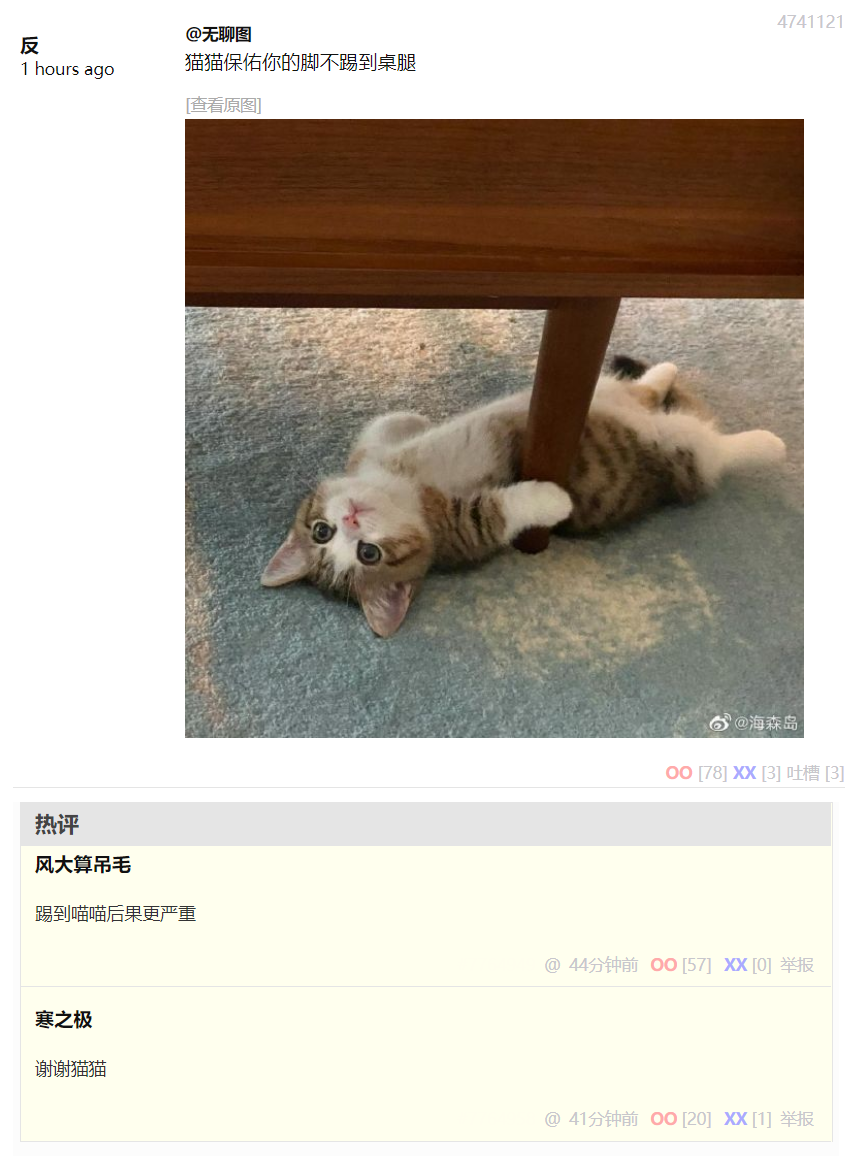 反
1 hours ago
@无聊图
4741121
猫猫保佑你的脚不踢到桌腿
[查看原图]
@海森岛
OO [78] XX [3] 吐槽 [3]
热评
风大算吊毛
踢到喵喵后果更严重
@ 44分钟前 OO [57] XX [0] 举报
寒之极
谢谢猫猫
@ 41分钟前 OO [20] XX [1] 举报